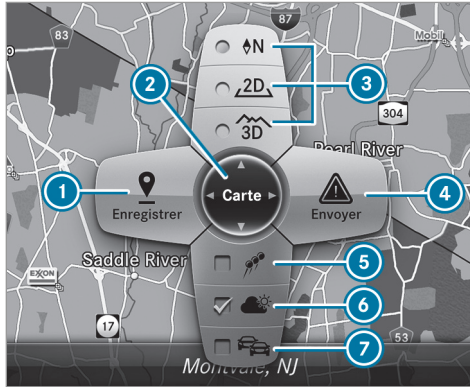 83
87
Mobil
N
2D
3D
304
Pearl River
Carte
Enregistrer
Envoyer
Saddle River
EXXON
17
53
Montvale, NJ
1
2
3
4
5
6
7